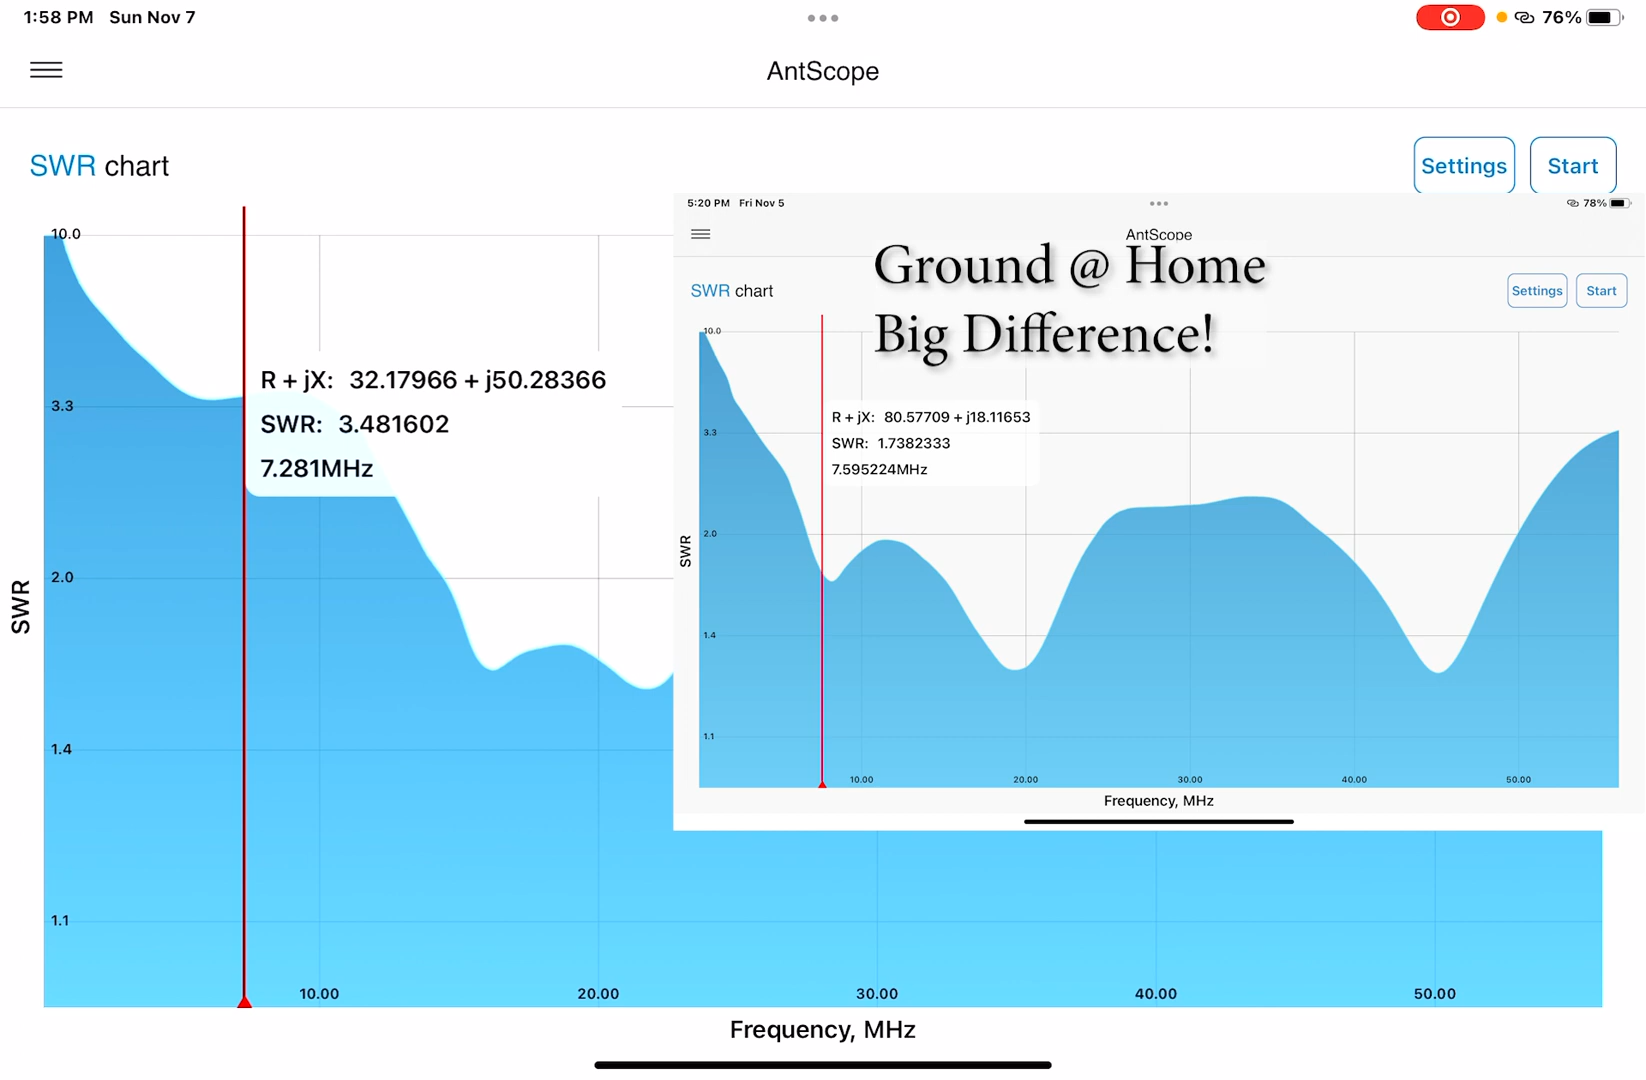 1:58 PM Sun Nov 7
76%
AntScope
SWR chart
Settings
Start
10.0
3.3
2.0
1.4
1.1
SWR
R + jX: 32.17966 + j50.28366
SWR: 3.481602
7.281MHz
10.00
20.00
30.00
40.00
50.00
Frequency, MHz
5:20 PM Fri Nov 5
78%
AntScope
Ground @ Home
Big Difference!
SWR chart
Settings
Start
10.0
3.3
2.0
1.4
1.1
SWR
R + jX: 80.57709 + j18.11653
SWR: 1.7382333
7.595224MHz
10.00
20.00
30.00
40.00
50.00
Frequency, MHz